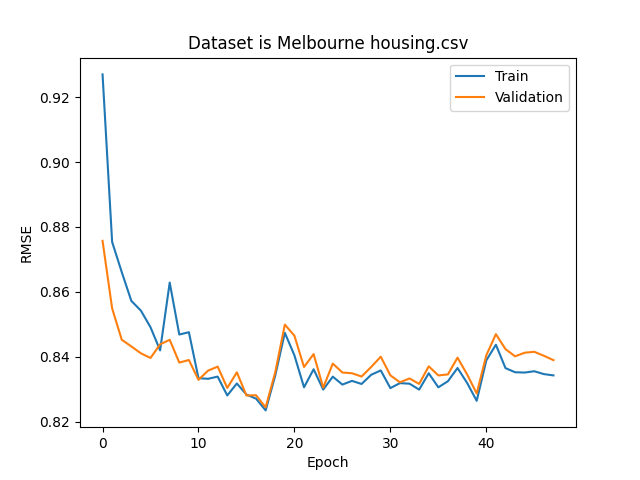 Dataset is Melbourne housing.csv
Train
Validation
RMSE
0.92
0.90
0.88
0.86
0.84
0.82
0
10
20
30
40
Epoch